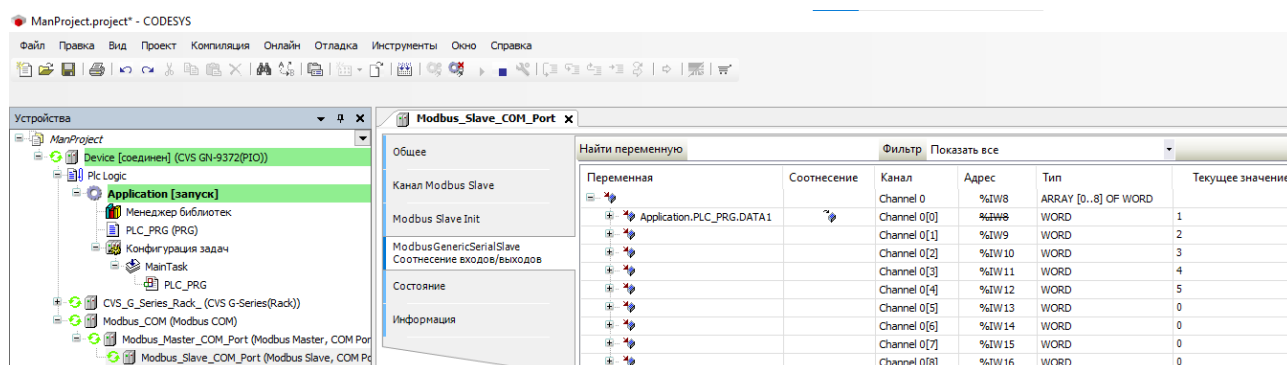 ManProject.project* - CODESYS
Файл Правка Вид Проект Компиляция Онлайн Отладка Инструменты Окно Справка
Устройства
ManProject
Device [соединен] (CVS GN-9372(PIO))
Plc Logic
Application [запуск]
Менеджер библиотек
PLC_PRG (PRG)
Конфигурация задач
MainTask
PLC_PRG
CVS_G_Series_Rack_ (CVS G-Series(Rack))
Modbus_COM (Modbus COM)
Modbus_Master_COM_Port (Modbus Master, COM Por
Modbus_Slave_COM_Port (Modbus Slave, COM Po
Modbus_Slave_COM_Port
Общее
Канал Modbus Slave
Modbus Slave Init
ModbusGenericSerialSlave
Соотнесение входов/выходов
Состояние
Информация
Найти переменную Фильтр Показать все
Переменная Соотнесение Канал Адрес Тип Текущее значение
Channel 0 %IW8 ARRAY [0..8] OF WORD
Application.PLC_PRG.DATA1 Channel 0[0] %IW8 WORD 1
Channel 0[1] %IW9 WORD 2
Channel 0[2] %IW10 WORD 3
Channel 0[3] %IW11 WORD 4
Channel 0[4] %IW12 WORD 5
Channel 0[5] %IW13 WORD 0
Channel 0[6] %IW14 WORD 0
Channel 0[7] %IW15 WORD 0
Channel 0[8] %IW16 WORD 0